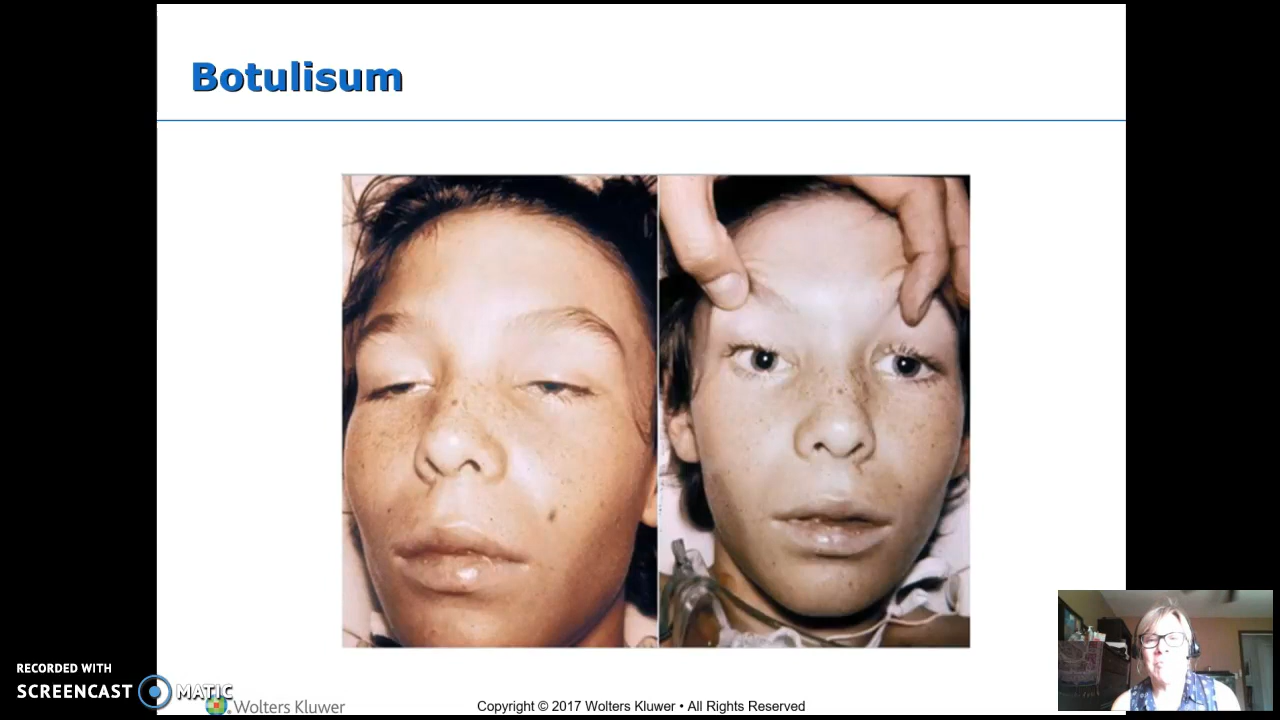 Botulisum
RECORDED WITH
SCREENCAST MATIC
Wolters Kluwer
Copyright © 2017 Wolters Kluwer • All Rights Reserved